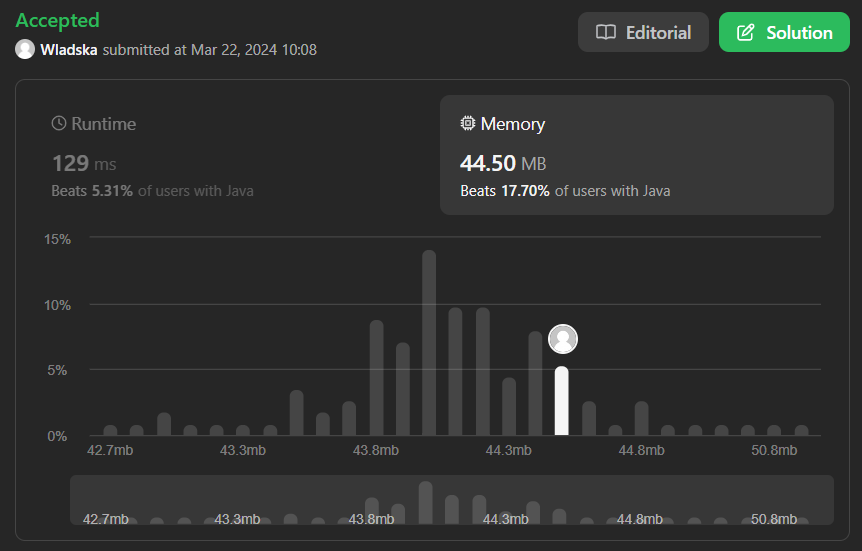 Accepted
Editorial
Solution
Wladska submitted at Mar 22, 2024 10:08
Runtime
129 ms
Beats 5.31% of users with Java
Memory
44.50 MB
Beats 17.70% of users with Java
15%
10%
5%
0%
42.7mb 43.3mb 43.8mb 44.3mb 44.8mb 50.8mb
42.7mb 43.3mb 43.8mb 44.3mb 44.8mb 50.8mb